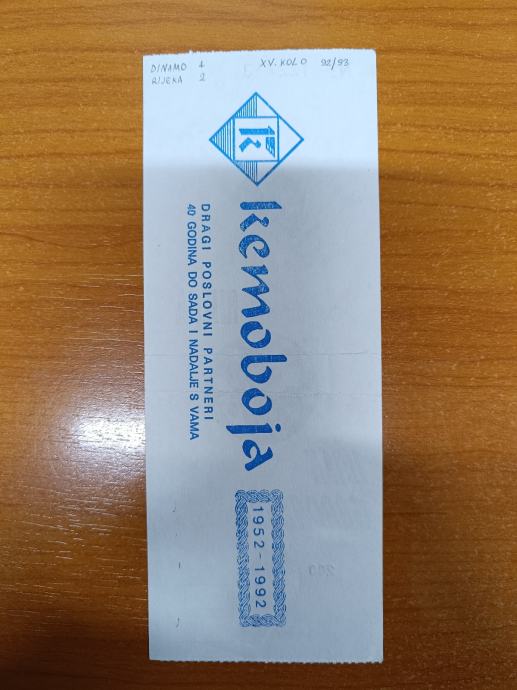 DINAMO 1
RIJEKA 2
XV. KOLO 92/93
kemoboja
DRAGI POSLOVNI PARTNERI
40 GODINA DO SADA I NADALJE S VAMA
1952-1992